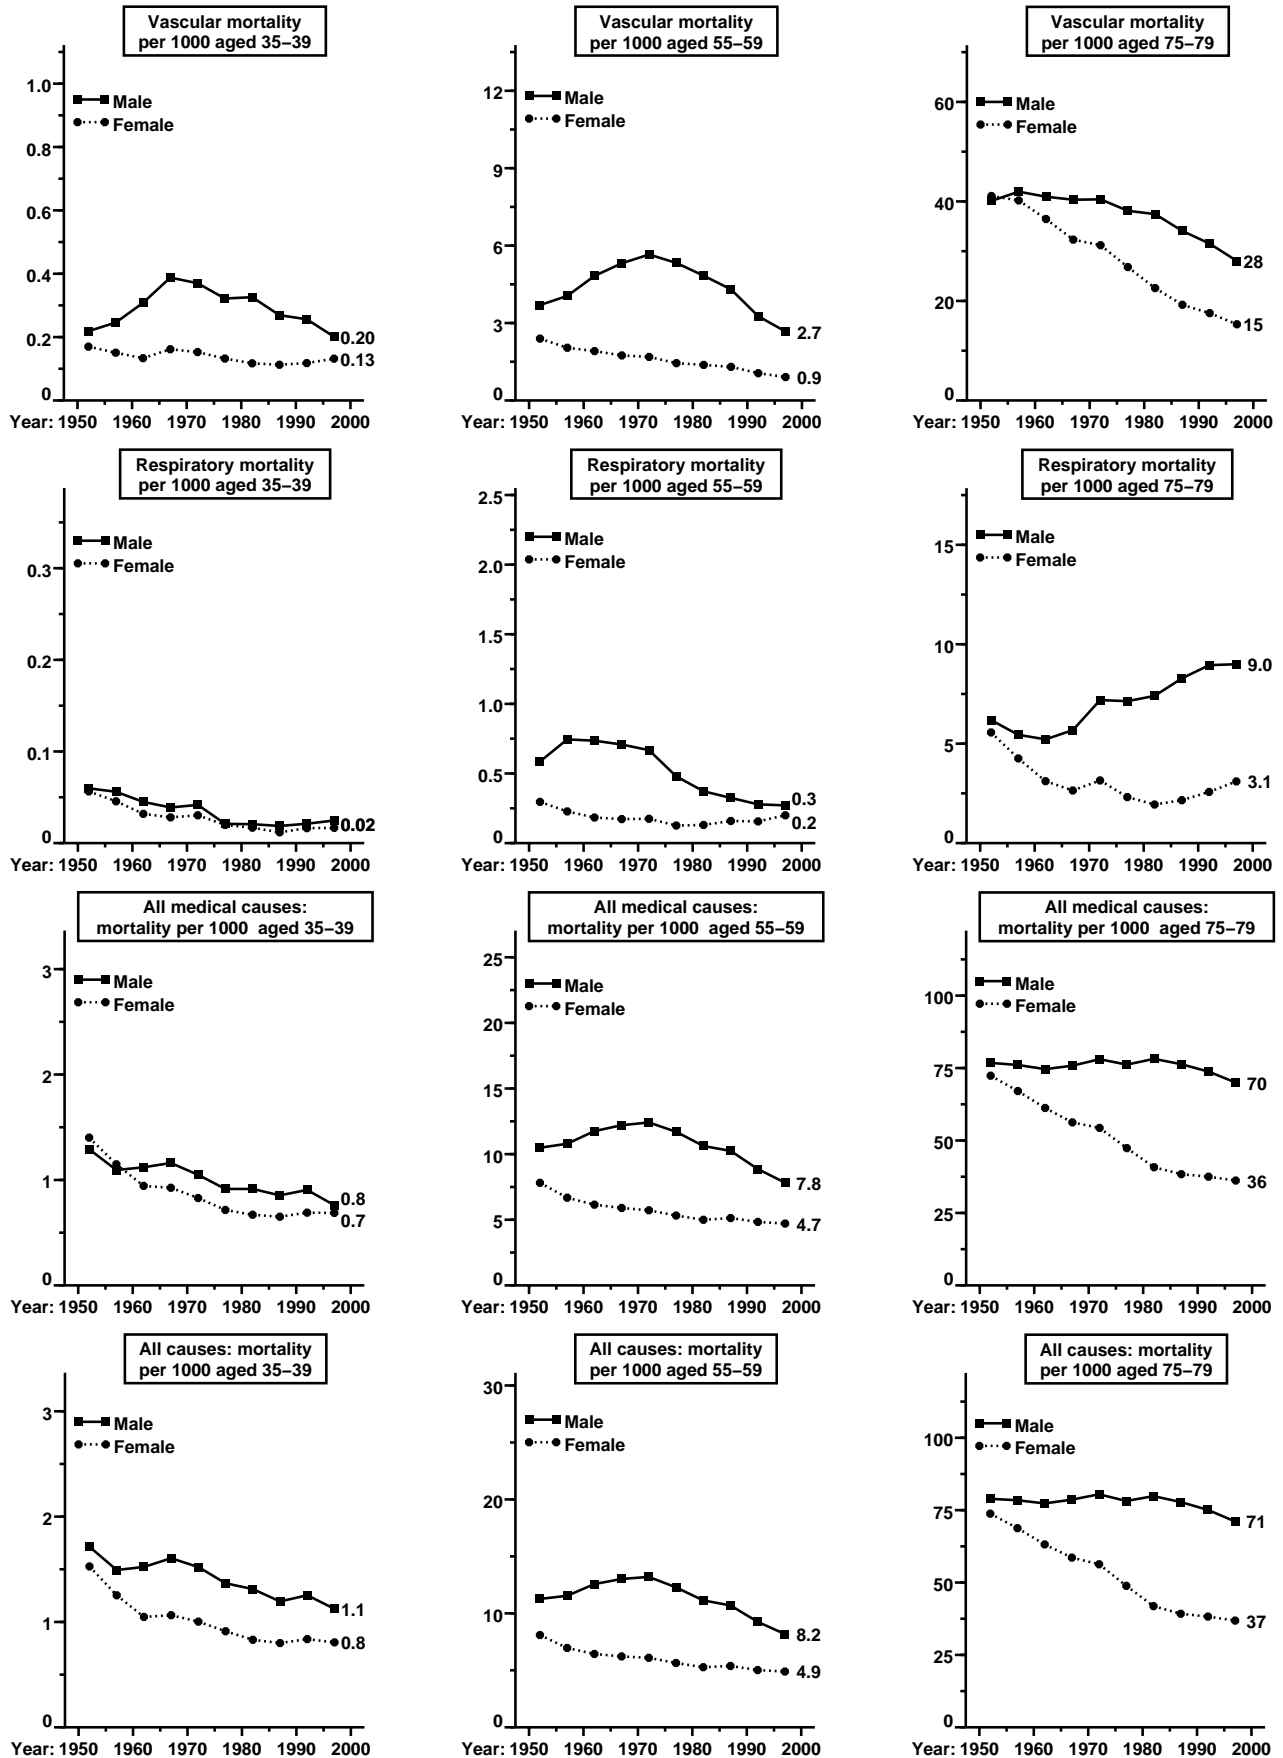 Vascular mortality
per 1000 aged 35–39
1.0
0.8
0.6
0.4
0.2
0
Male
Female
0.20
0.13
Year: 1950 1960 1970 1980 1990 2000
Vascular mortality
per 1000 aged 55–59
12
9
6
3
0
Male
Female
2.7
0.9
Year: 1950 1960 1970 1980 1990 2000
Vascular mortality
per 1000 aged 75–79
60
40
20
0
Male
Female
28
15
Year: 1950 1960 1970 1980 1990 2000
Respiratory mortality
per 1000 aged 35–39
0.3
0.2
0.1
0
Male
Female
0.02
Year: 1950 1960 1970 1980 1990 2000
Respiratory mortality
per 1000 aged 55–59
2.5
2.0
1.5
1.0
0.5
0
Male
Female
0.3
0.2
Year: 1950 1960 1970 1980 1990 2000
Respiratory mortality
per 1000 aged 75–79
15
10
5
0
Male
Female
9.0
3.1
Year: 1950 1960 1970 1980 1990 2000
All medical causes:
mortality per 1000 aged 35–39
3
2
1
0
Male
Female
0.8
0.7
Year: 1950 1960 1970 1980 1990 2000
All medical causes:
mortality per 1000 aged 55–59
25
20
15
10
5
0
Male
Female
7.8
4.7
Year: 1950 1960 1970 1980 1990 2000
All medical causes:
mortality per 1000 aged 75–79
100
75
50
25
0
Male
Female
70
36
Year: 1950 1960 1970 1980 1990 2000
All causes: mortality
per 1000 aged 35–39
3
2
1
0
Male
Female
1.1
0.8
Year: 1950 1960 1970 1980 1990 2000
All causes: mortality
per 1000 aged 55–59
30
20
10
0
Male
Female
8.2
4.9
Year: 1950 1960 1970 1980 1990 2000
All causes: mortality
per 1000 aged 75–79
100
75
50
25
0
Male
Female
71
37
Year: 1950 1960 1970 1980 1990 2000